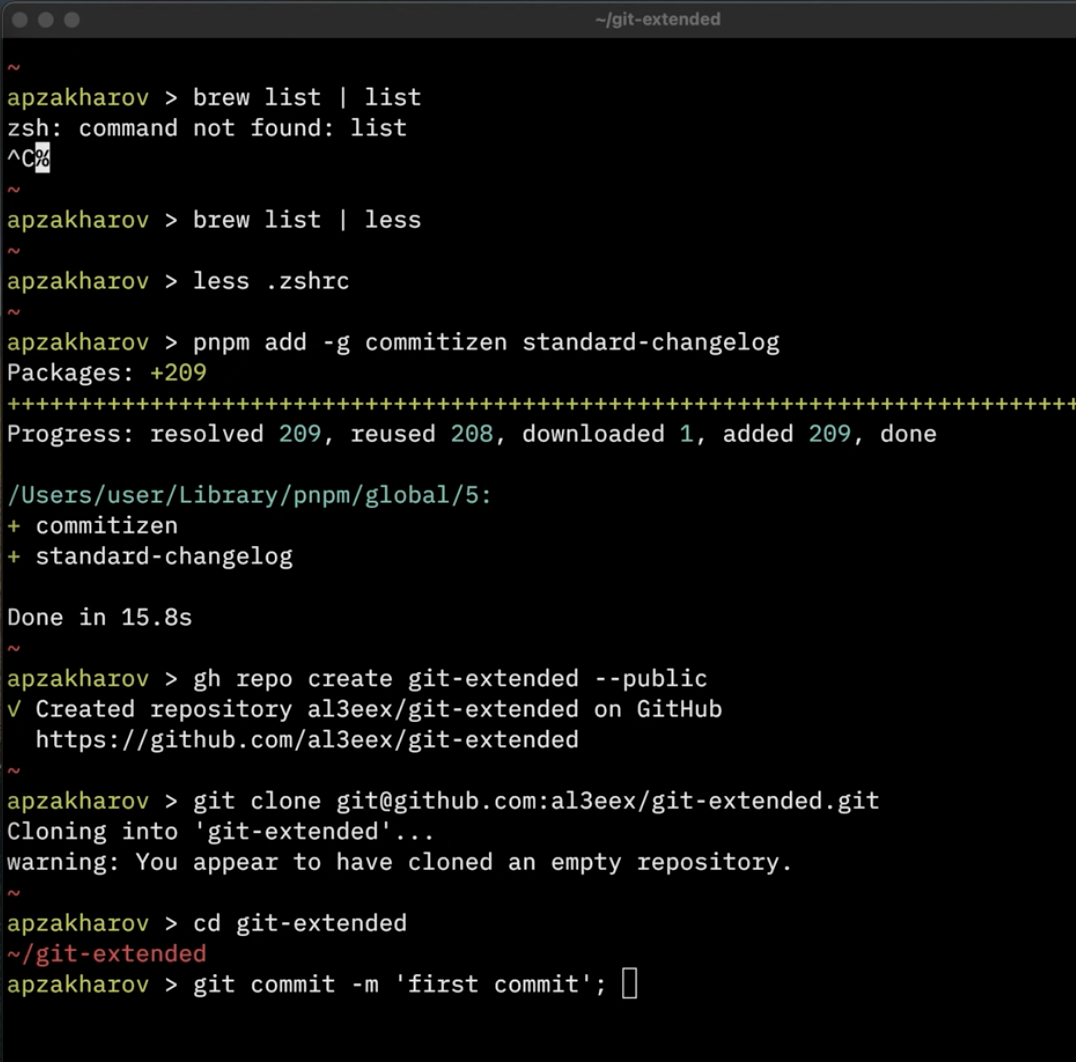 ~/git-extended
~
apzakharov > brew list | list
zsh: command not found: list
^C%
~
apzakharov > brew list | less
~
apzakharov > less .zshrc
~
apzakharov > pnpm add -g commitizen standard-changelog
Packages: +209
+++++++++++++++++++++++++++++++++++++++++++++++++++++++++++++++++++++++++++
Progress: resolved 209, reused 208, downloaded 1, added 209, done
/Users/user/Library/pnpm/global/5:
+ commitizen
+ standard-changelog
Done in 15.8s
~
apzakharov > gh repo create git-extended --public
✓ Created repository al3eex/git-extended on GitHub
https://github.com/al3eex/git-extended
~
apzakharov > git clone git@github.com:al3eex/git-extended.git
Cloning into 'git-extended'...
warning: You appear to have cloned an empty repository.
~
apzakharov > cd git-extended
~/git-extended
apzakharov > git commit -m 'first commit';